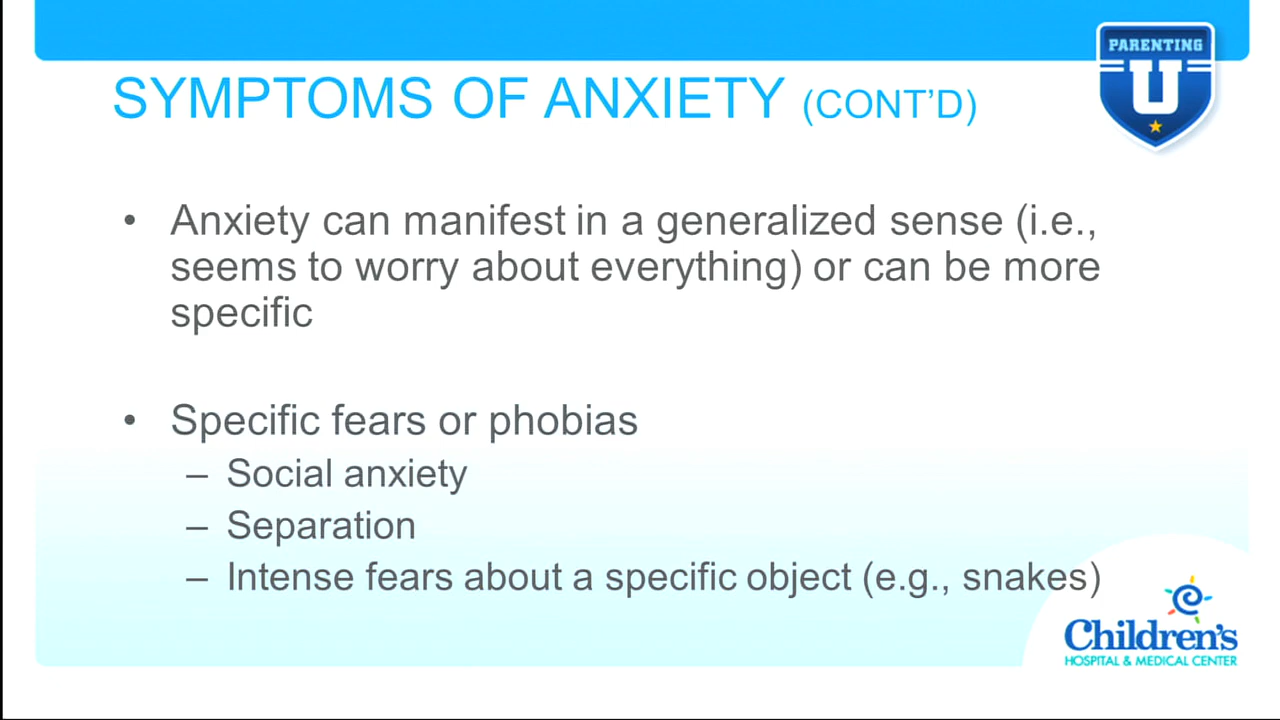 PARENTING
U
SYMPTOMS OF ANXIETY (CONT’D)
• Anxiety can manifest in a generalized sense (i.e.,
seems to worry about everything) or can be more
specific
• Specific fears or phobias
– Social anxiety
– Separation
– Intense fears about a specific object (e.g., snakes)
Children's
HOSPITAL & MEDICAL CENTER